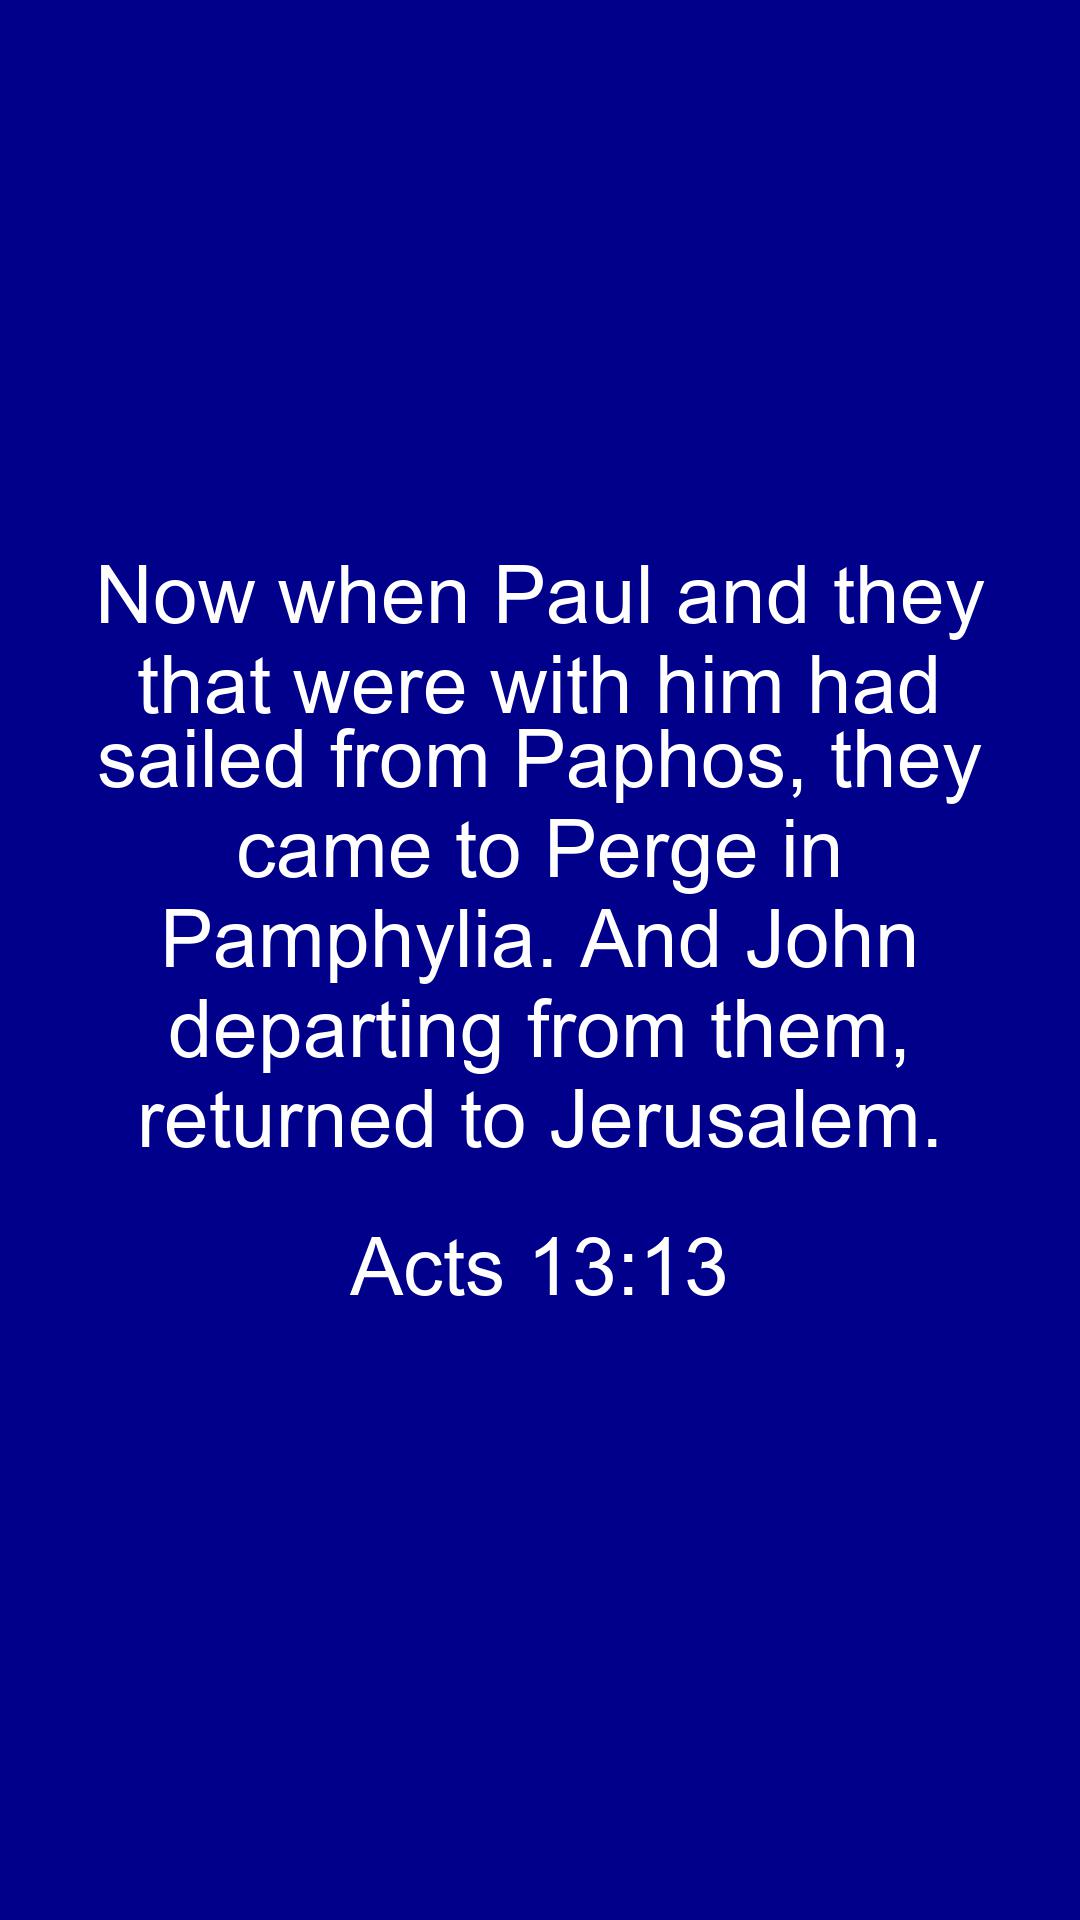 Now when Paul and they
that were with him had
sailed from Paphos, they
came to Perge in
Pamphylia. And John
departing from them,
returned to Jerusalem.
Acts 13:13